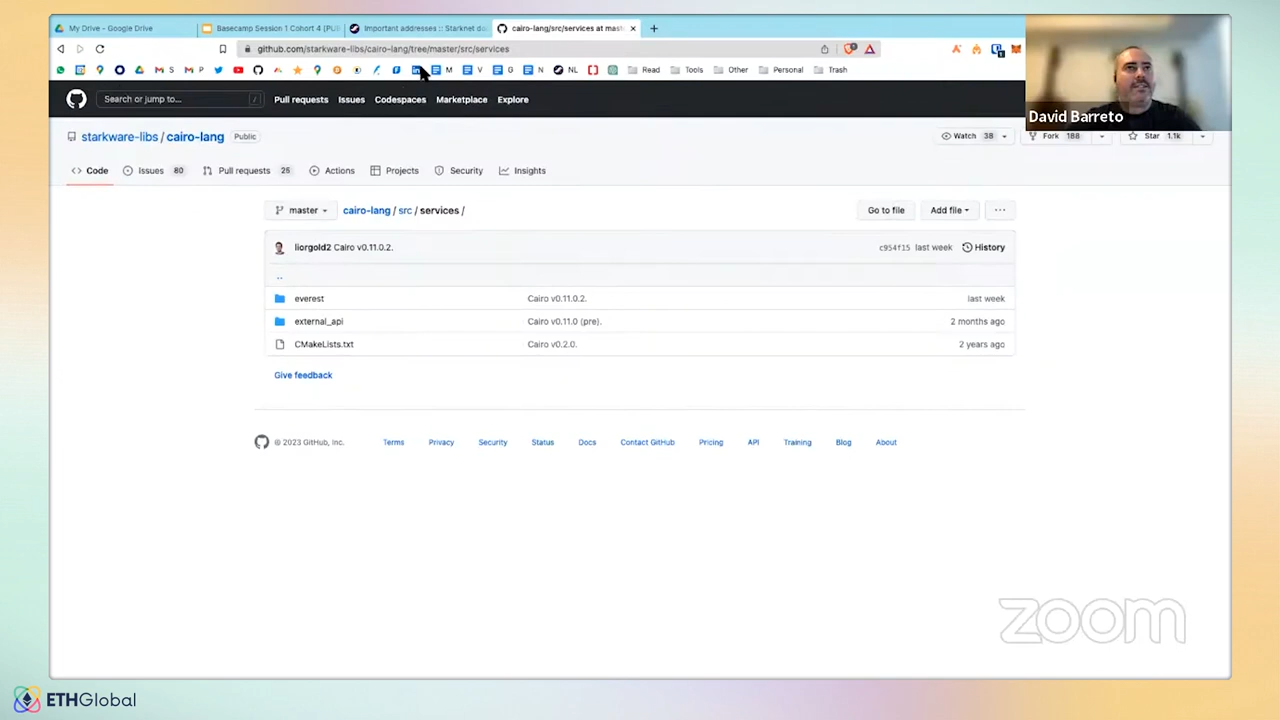 My Drive - Google Drive
Basecamp Session 1 Cohort 4 (PU
Important addresses :: Starknet do
cairo-lang/src/services at mast
github.com/starkware-libs/cairo-lang/tree/master/src/services
M S M P M V G N NL Read Tools Other Personal Trash
Search or jump to... /
Pull requests Issues Codespaces Marketplace Explore
David Barreto
starkware-libs / cairo-lang Public
Watch 38 Fork 188 Star 1.1k
Code Issues 80 Pull requests 25 Actions Projects Security Insights
master cairo-lang / src / services / Go to file Add file ...
liorgold2 Cairo v0.11.0.2. c954f15 last week History
..
everest Cairo v0.11.0.2. last week
external_api Cairo v0.11.0 (pre). 2 months ago
CMakeLists.txt Cairo v0.2.0. 2 years ago
Give feedback
© 2023 GitHub, Inc. Terms Privacy Security Status Docs Contact GitHub Pricing API Training Blog About
zoom
ETHGlobal